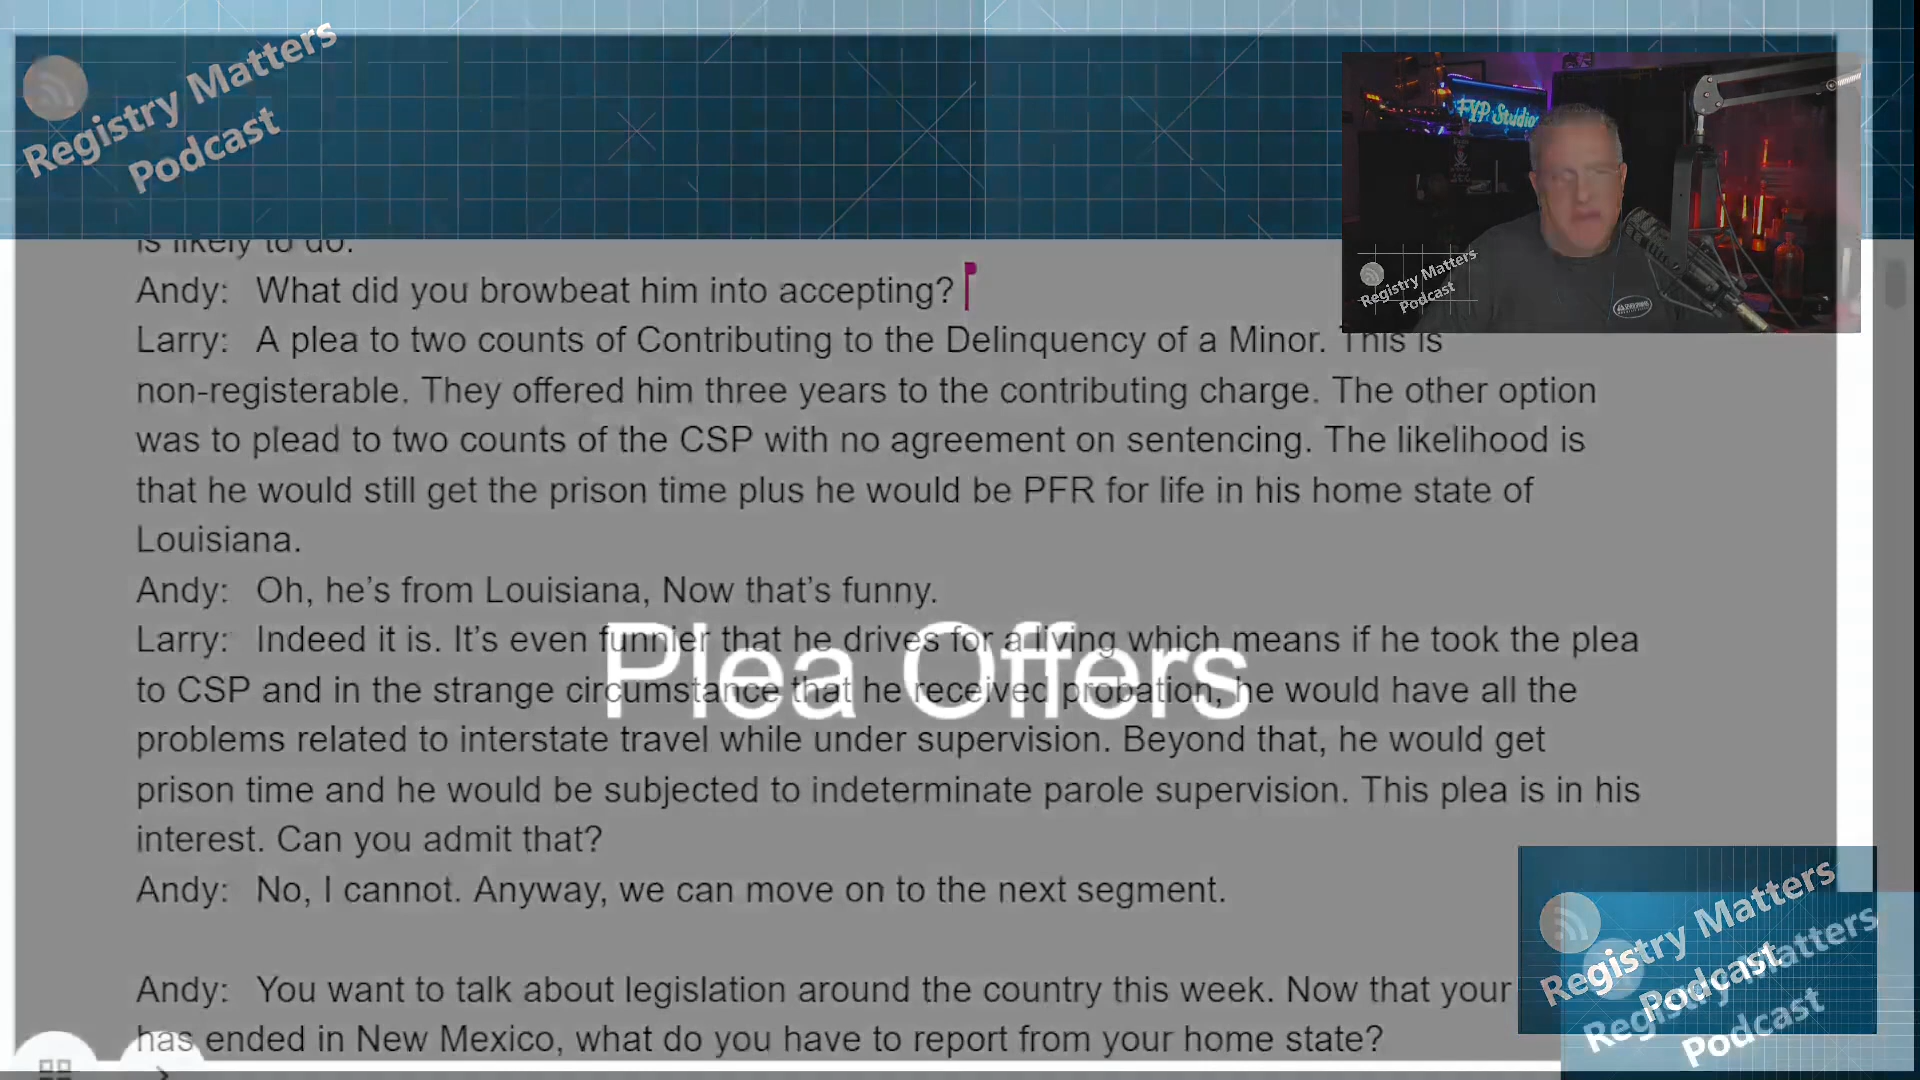 Registry Matters
Podcast
FYP Studio
Registry Matters
Podcast
is likely to do.
Andy: What did you browbeat him into accepting?
Larry: A plea to two counts of Contributing to the Delinquency of a Minor. This is
non-registerable. They offered him three years to the contributing charge. The other option
was to plead to two counts of the CSP with no agreement on sentencing. The likelihood is
that he would still get the prison time plus he would be PFR for life in his home state of
Louisiana.
Andy: Oh, he's from Louisiana, Now that's funny.
Larry: Indeed it is. It's even funnier that he drives for a living which means if he took the plea
Plea Offers
to CSP and in the strange circumstance that he received probation, he would have all the
problems related to interstate travel while under supervision. Beyond that, he would get
prison time and he would be subjected to indeterminate parole supervision. This plea is in his
interest. Can you admit that?
Andy: No, I cannot. Anyway, we can move on to the next segment.
Andy: You want to talk about legislation around the country this week. Now that your
has ended in New Mexico, what do you have to report from your home state?
Registry Matters
Podcast
Registry Matters
Podcast